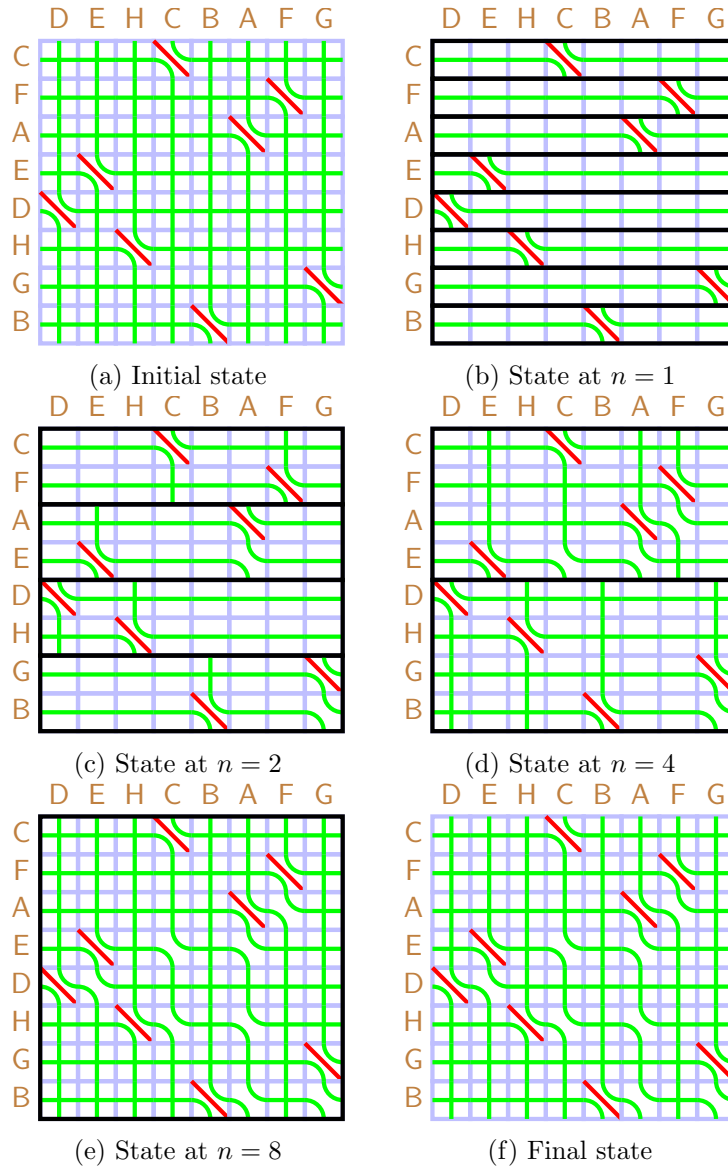 D E H C B A F G
C
F
A
E
D
H
G
B
(a) Initial state
D E H C B A F G
C
F
A
E
D
H
G
B
(b) State at n = 1
D E H C B A F G
C
F
A
E
D
H
G
B
(c) State at n = 2
D E H C B A F G
C
F
A
E
D
H
G
B
(d) State at n = 4
D E H C B A F G
C
F
A
E
D
H
G
B
(e) State at n = 8
D E H C B A F G
C
F
A
E
D
H
G
B
(f) Final state